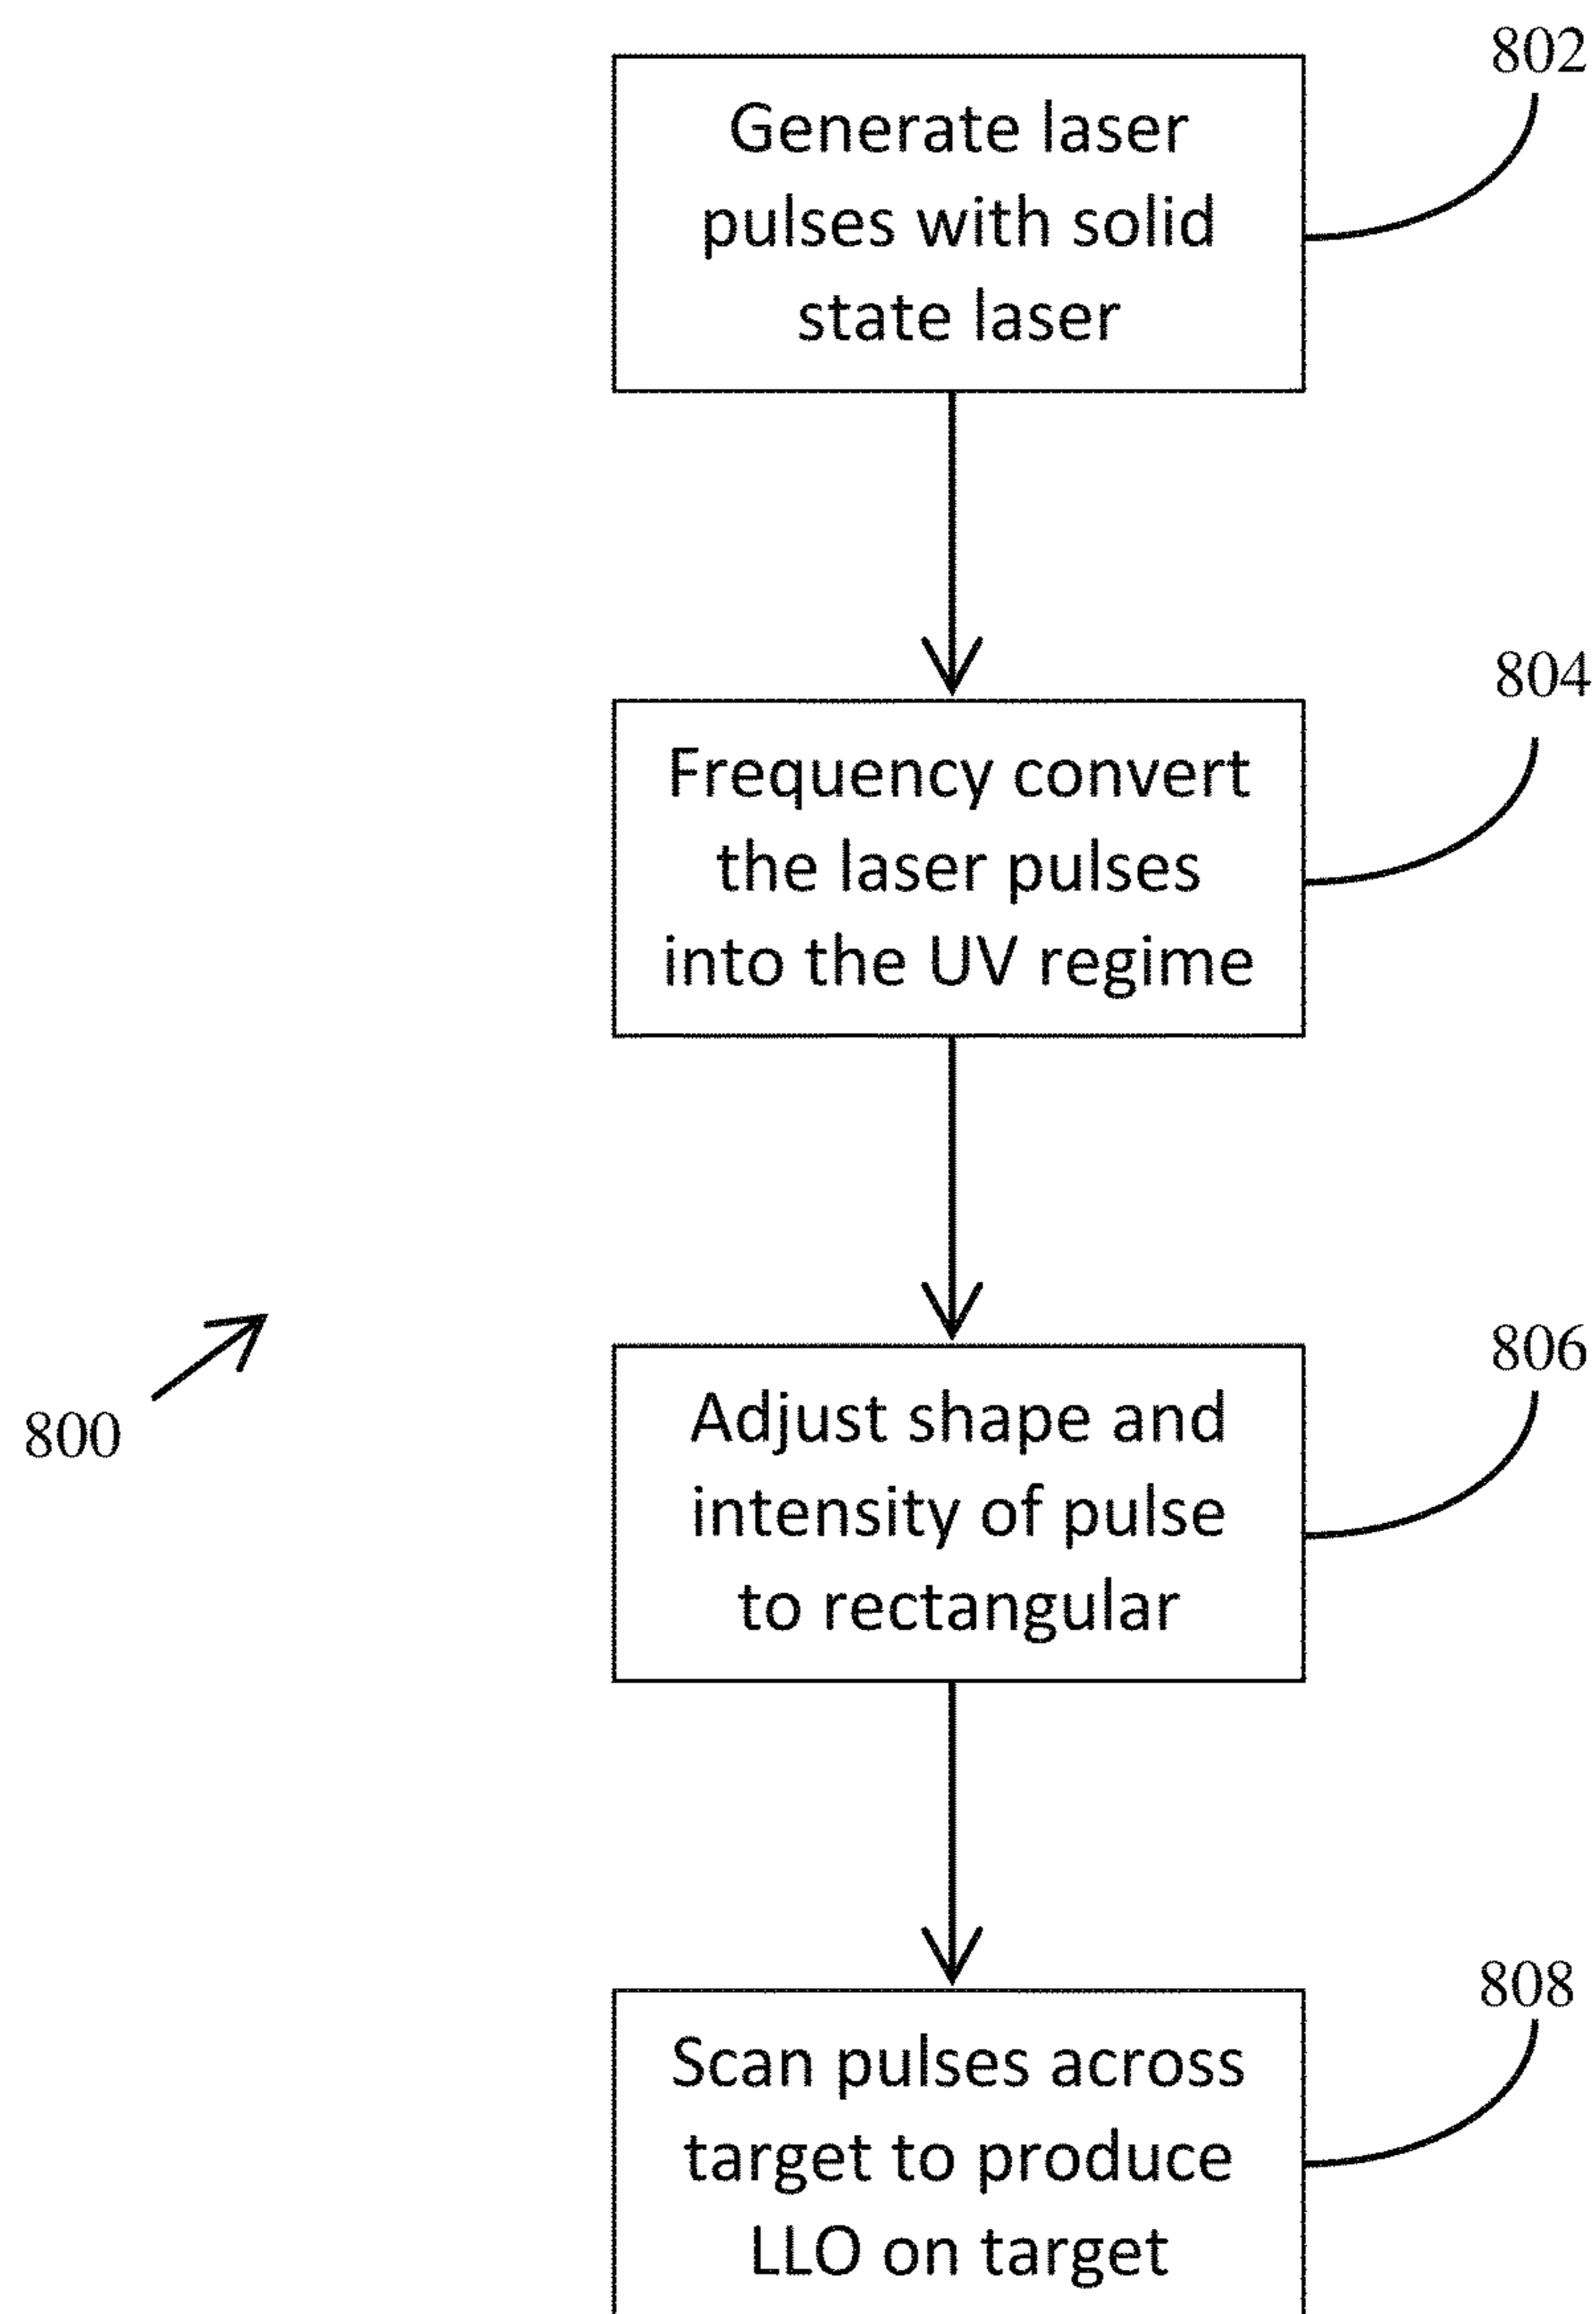 802
Generate laser
pulses with solid
state laser
804
Frequency convert
the laser pulses
into the UV regime
806
Adjust shape and
intensity of pulse
to rectangular
800
808
Scan pulses across
target to produce
LLO on target